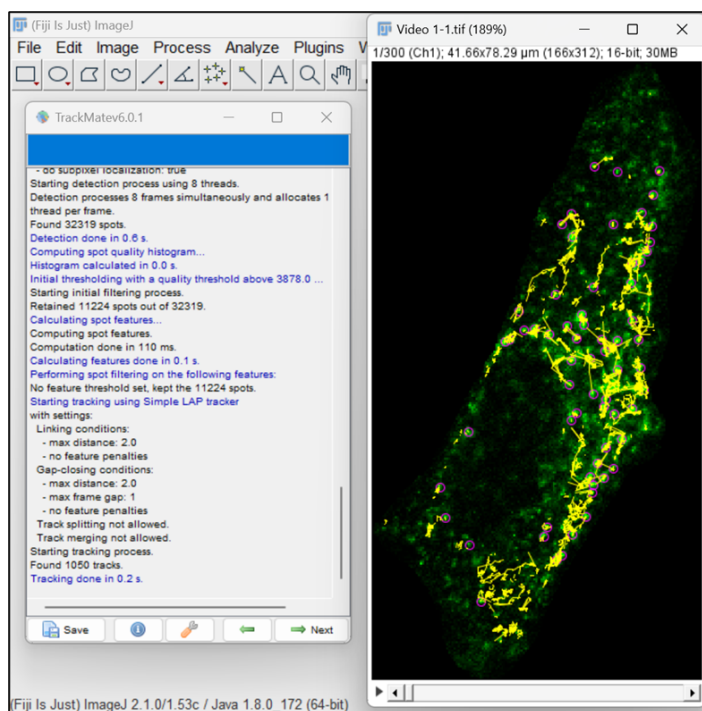 (Fiji Is Just) ImageJ
File Edit Image Process Analyze Plugins
TrackMatev6.0.1
- do subpixel localization: true
Starting detection process using 8 threads.
Detection processes 8 frames simultaneously and allocates 1
thread per frame.
Found 32319 spots.
Detection done in 0.6 s.
Computing spot quality histogram...
Histogram calculated in 0.0 s.
Initial thresholding with a quality threshold above 3878.0 ...
Starting initial filtering process.
Retained 11224 spots out of 32319.
Calculating spot features...
Computing spot features.
Computation done in 110 ms.
Calculating features done in 0.1 s.
Performing spot filtering on the following features:
No feature threshold set, kept the 11224 spots.
Starting tracking using Simple LAP tracker
with settings:
Linking conditions:
- max distance: 2.0
- no feature penalties
Gap-closing conditions:
- max distance: 2.0
- max frame gap: 1
- no feature penalties
Track splitting not allowed.
Track merging not allowed.
Starting tracking process.
Found 1050 tracks.
Tracking done in 0.2 s.
Save
Next
(Fiji Is Just) ImageJ 2.1.0/1.53c / Java 1.8.0_172 (64-bit)
Video 1-1.tif (189%)
1/300 (Ch1); 41.66x78.29 µm (166x312); 16-bit; 30MB